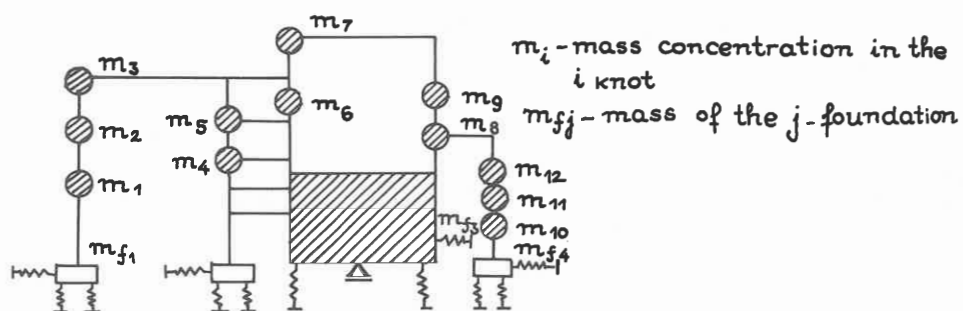 m7
m3
m6
m5
m2
m4
m1
m9
m8
m12
m11
m10
mf1
mf3
mf4
mi - mass concentration in the
i knot
mfj - mass of the j - foundation